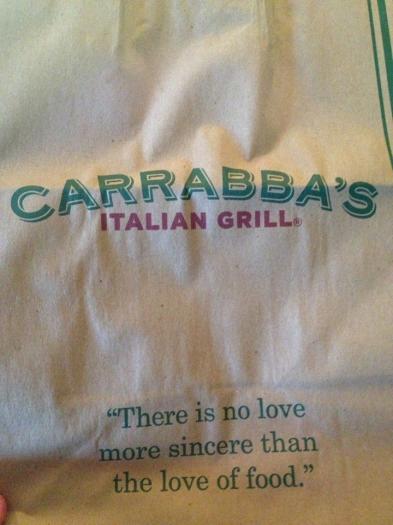 CARRABBA'S
ITALIAN GRILL®
“There is no love
more sincere than
the love of food.”